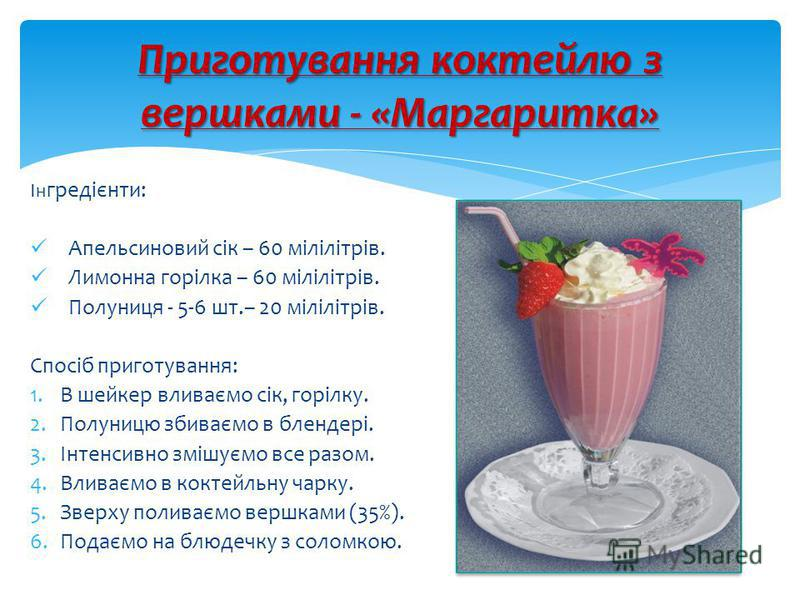 Приготування коктейлю з
вершками - «Маргаритка»
Інгредієнти:
✓ Апельсиновий сік – 60 мілілітрів.
✓ Лимонна горілка – 60 мілілітрів.
✓ Полуниця - 5-6 шт.– 20 мілілітрів.
Спосіб приготування:
1. В шейкер вливаємо сік, горілку.
2. Полуницю збиваємо в блендері.
3. Інтенсивно змішуємо все разом.
4. Вливаємо в коктейльну чарку.
5. Зверху поливаємо вершками (35%).
6. Подаємо на блюдечку з соломкою.
MyShared